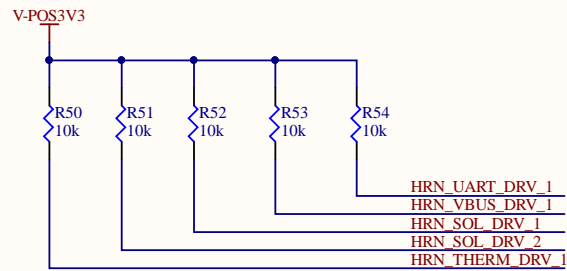 V-POS3V3
R50 R51 R52 R53 R54
10k 10k 10k 10k 10k
HRN_UART_DRV_1
HRN_VBUS_DRV_1
HRN_SOL_DRV_1
HRN_SOL_DRV_2
HRN_THERM_DRV_1